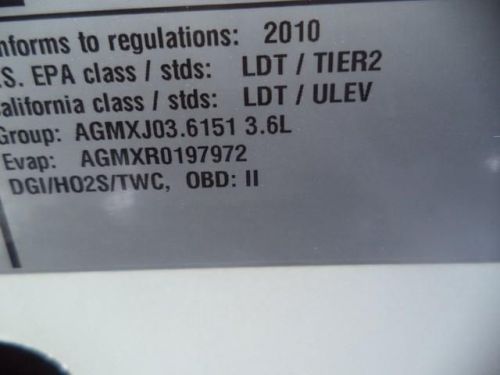 nforms to regulations: 2010
.S. EPA class / stds: LDT / TIER2
alifornia class / stds: LDT / ULEV
Group: AGMXJ03.6151 3.6L
Evap: AGMXR0197972
DGI/HO2S/TWC, OBD: II